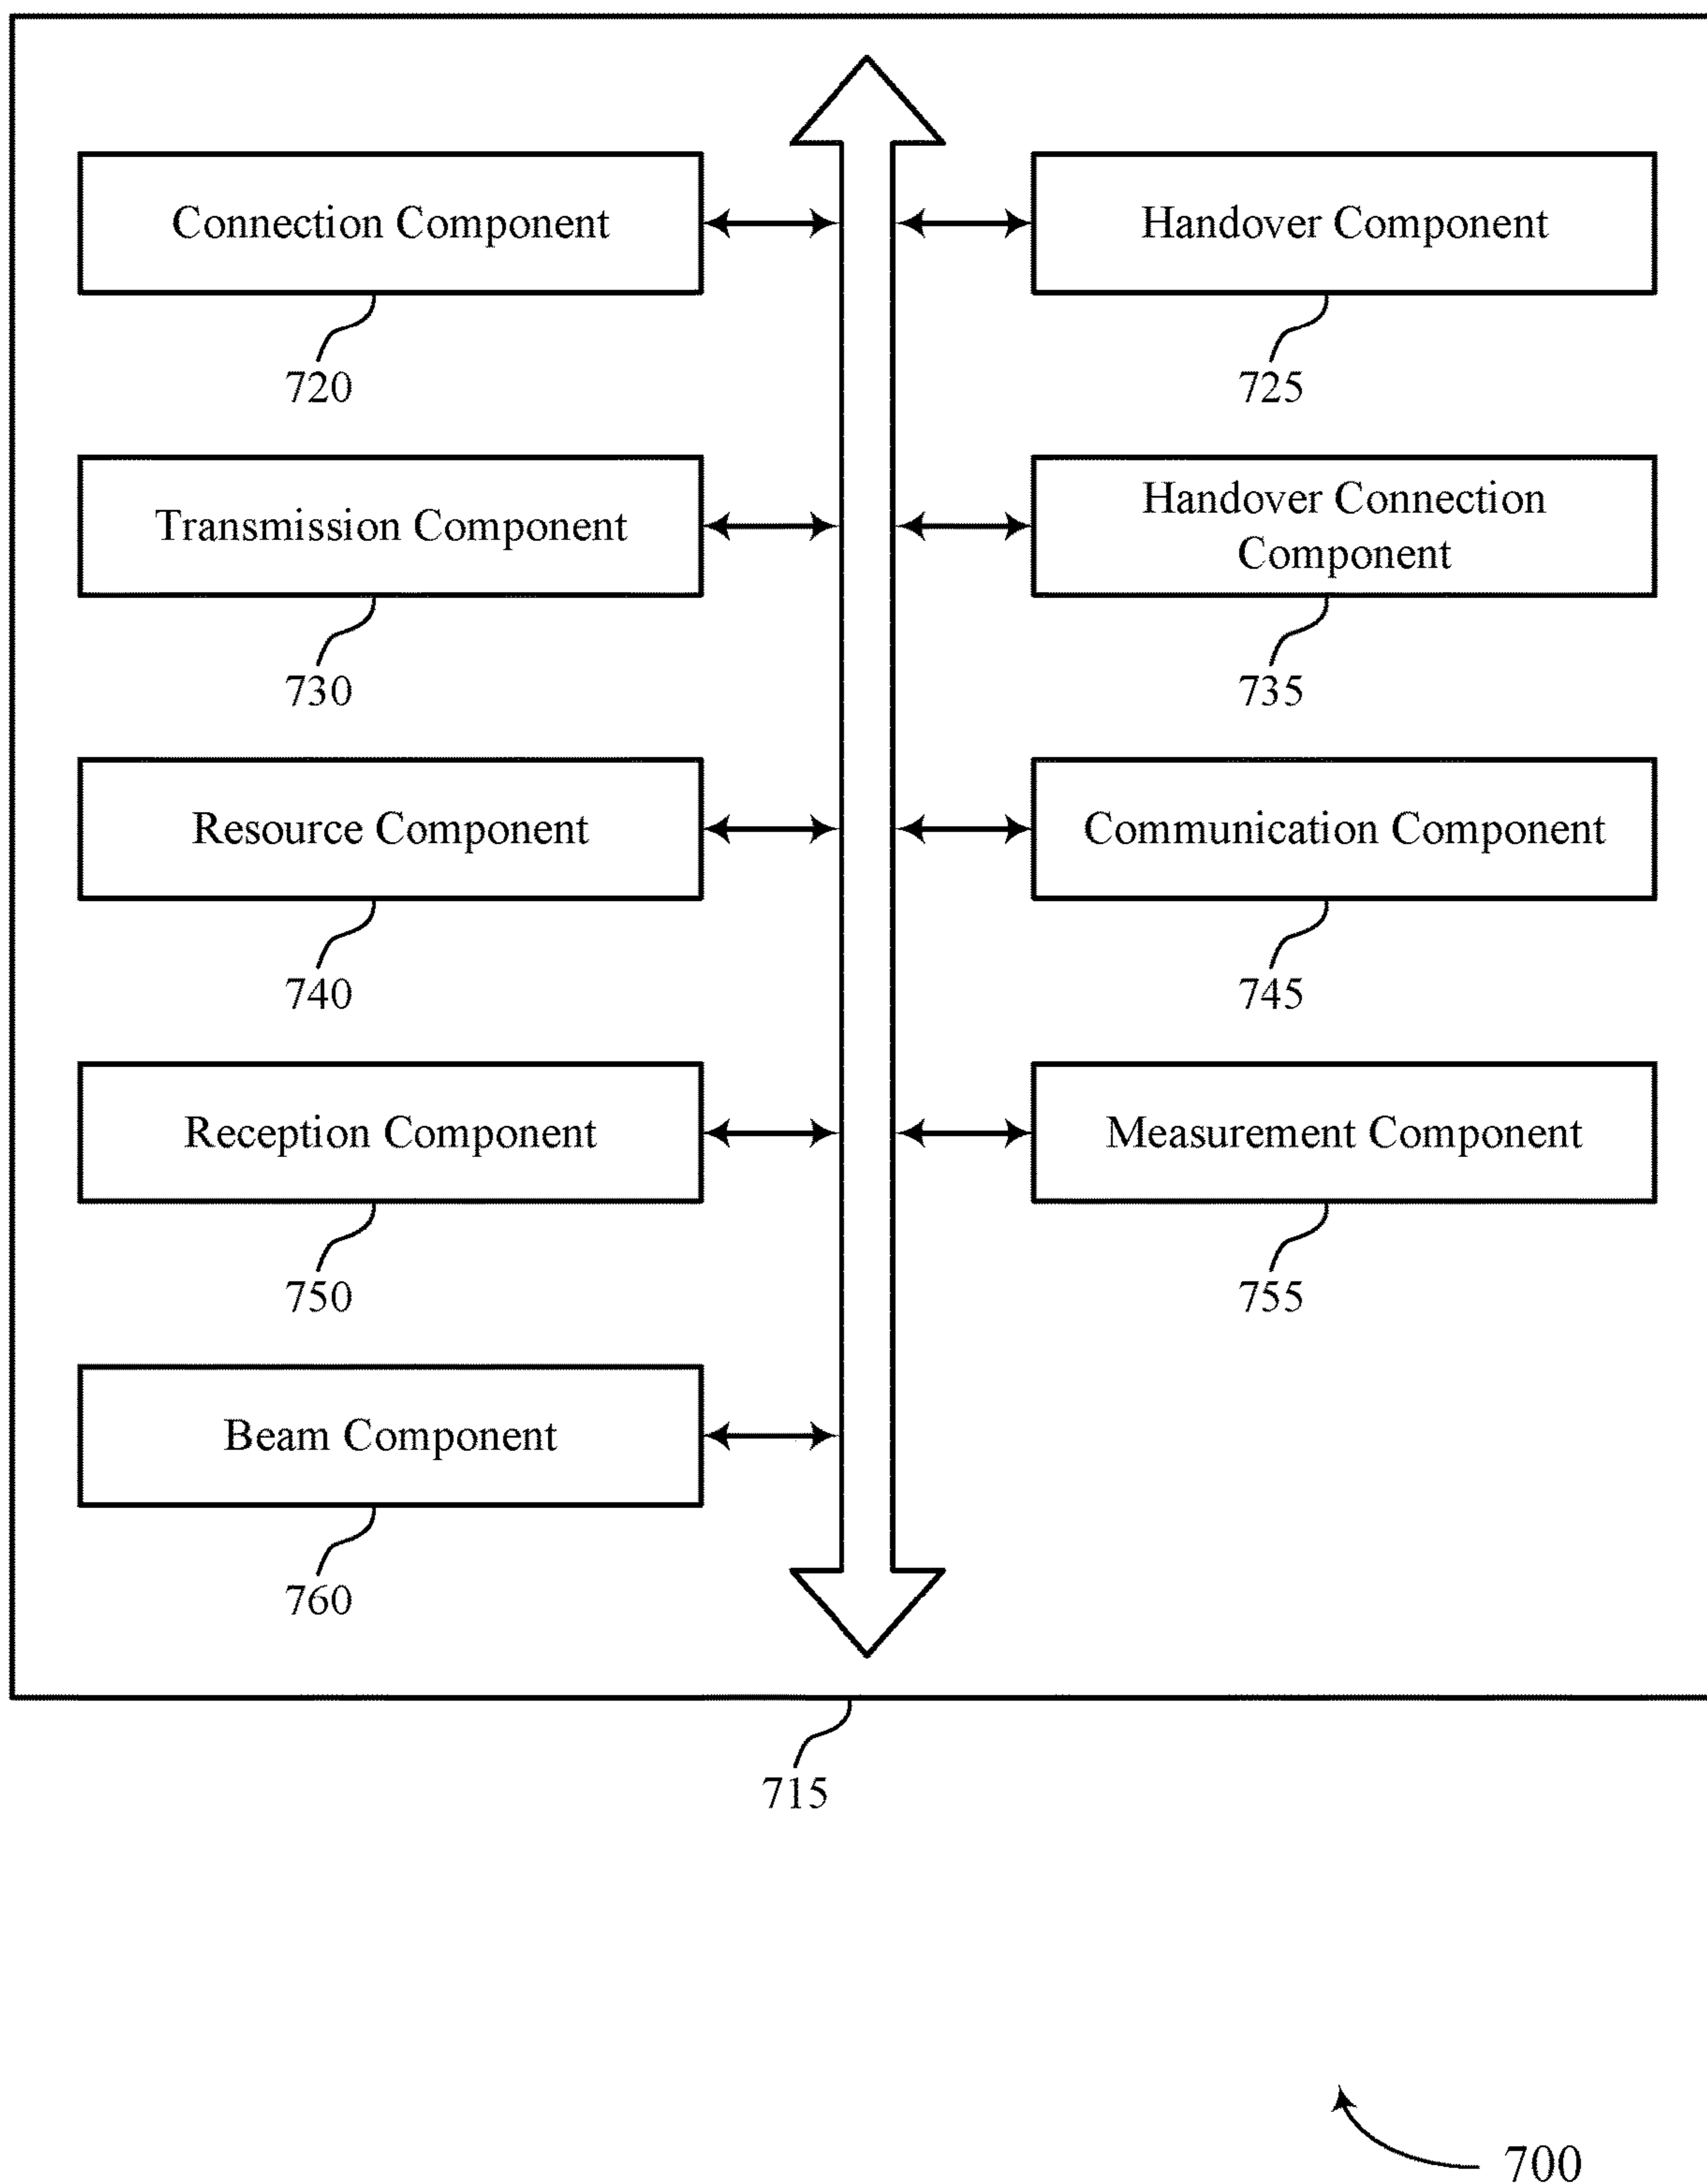 Connection Component
Handover Component
720
725
Transmission Component
Handover Connection
Component
730
735
Resource Component
Communication Component
740
745
Reception Component
Measurement Component
750
755
Beam Component
760
715
700